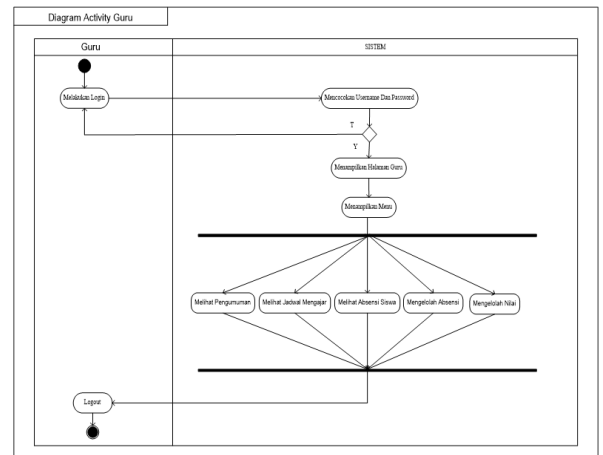 Diagram Activity Guru
Guru
SISTEM
Melakukan Login
Mencocokan Username Dan Password
T
Y
Menampilkan Halaman Guru
Menampilkan Menu
Melihat Pengumuman
Melihat Jadwal Mengajar
Melihat Absensi Siswa
Mengelolah Absensi
Mengelolah Nilai
Logout